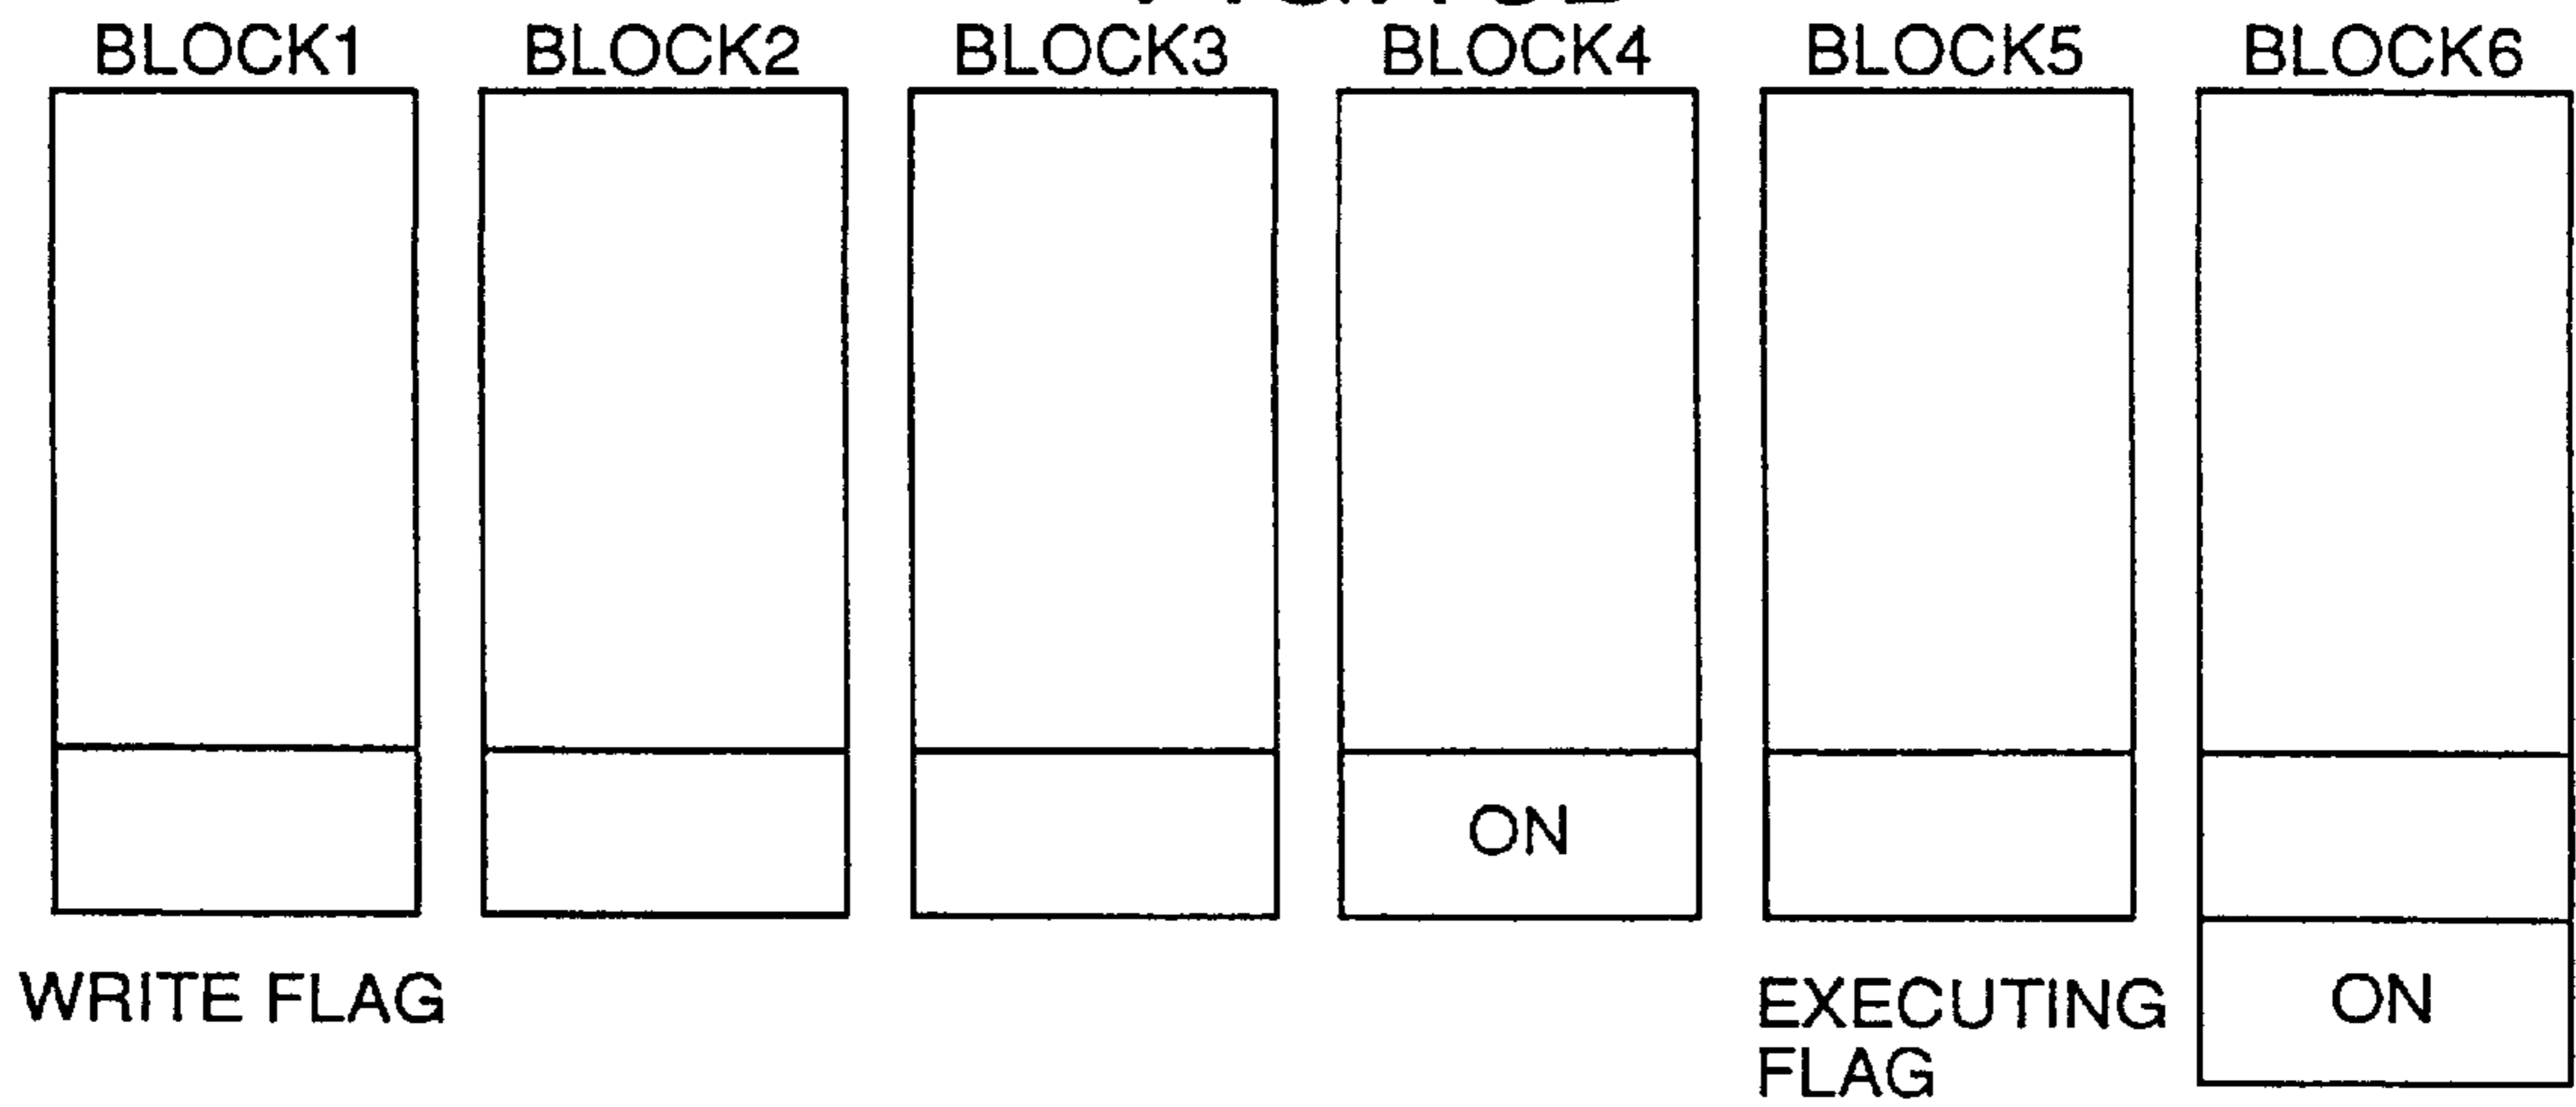 BLOCK1 BLOCK2 BLOCK3 BLOCK4 BLOCK5 BLOCK6
ON
WRITE FLAG
EXECUTING
FLAG
ON